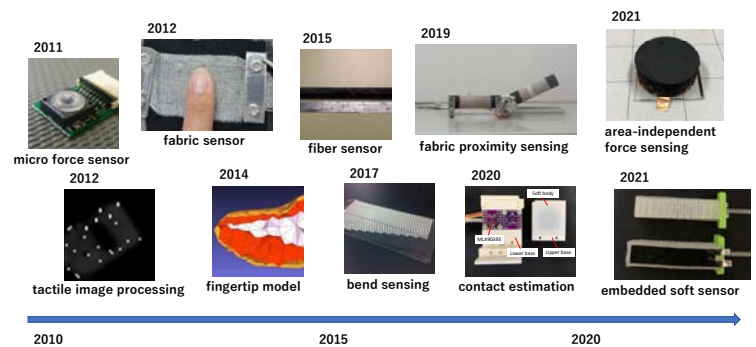 2011
micro force sensor
2012
fabric sensor
2015
fiber sensor
2019
fabric proximity sensing
2021
area-independent
force sensing
2012
tactile image processing
2014
fingertip model
2017
bend sensing
2020
Soft body
MLX90393
Lower base
Upper base
contact estimation
2021
embedded soft sensor
2010
2015
2020